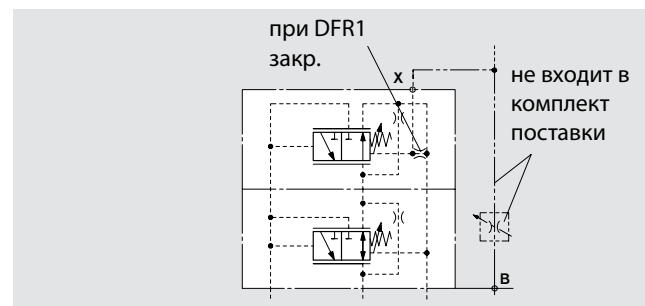 при DFR1
закр.
X
не входит в
комплект
поставки
B